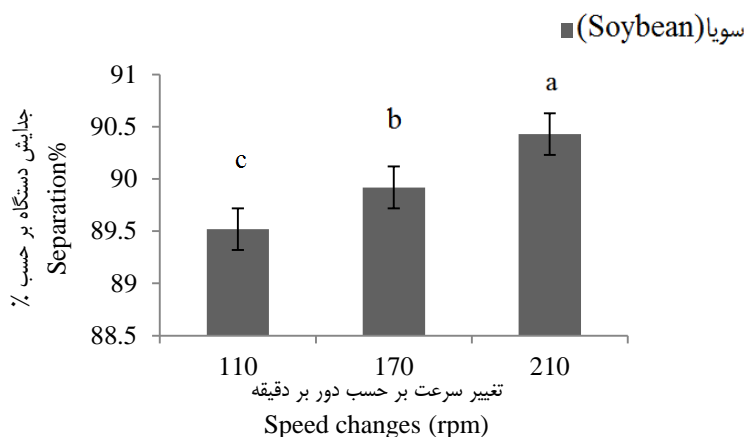 سویا(Soybean)
جدایش دستگاه بر حسب %
Separation%
91
90.5
90
89.5
89
88.5
c
b
a
110 170 210
تغییر سرعت بر حسب دور بر دقیقه
Speed changes (rpm)